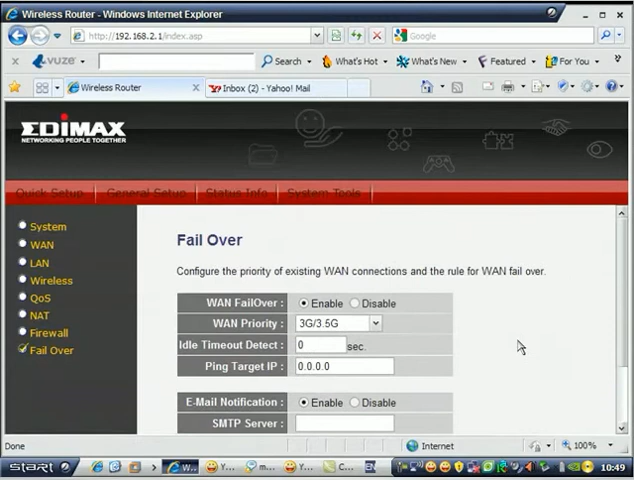 Wireless Router - Windows Internet Explorer
http://192.168.2.1/index.asp
Google
vuze
Search
What's Hot
What's New
Featured
For You
Wireless Router
Inbox (2) - Yahoo! Mail
EDIMAX
NETWORKING PEOPLE TOGETHER
Quick Setup
General Setup
Status Info
System Tools
System
WAN
LAN
Wireless
QoS
NAT
Firewall
Fail Over
Fail Over
Configure the priority of existing WAN connections and the rule for WAN fail over.
WAN FailOver : Enable Disable
WAN Priority : 3G/3.5G
Idle Timeout Detect : 0 sec.
Ping Target IP : 0.0.0.0
E-Mail Notification : Enable Disable
SMTP Server :
Done
Internet
100%
start
W...
Y...
m...
Y...
C...
EN
10:49